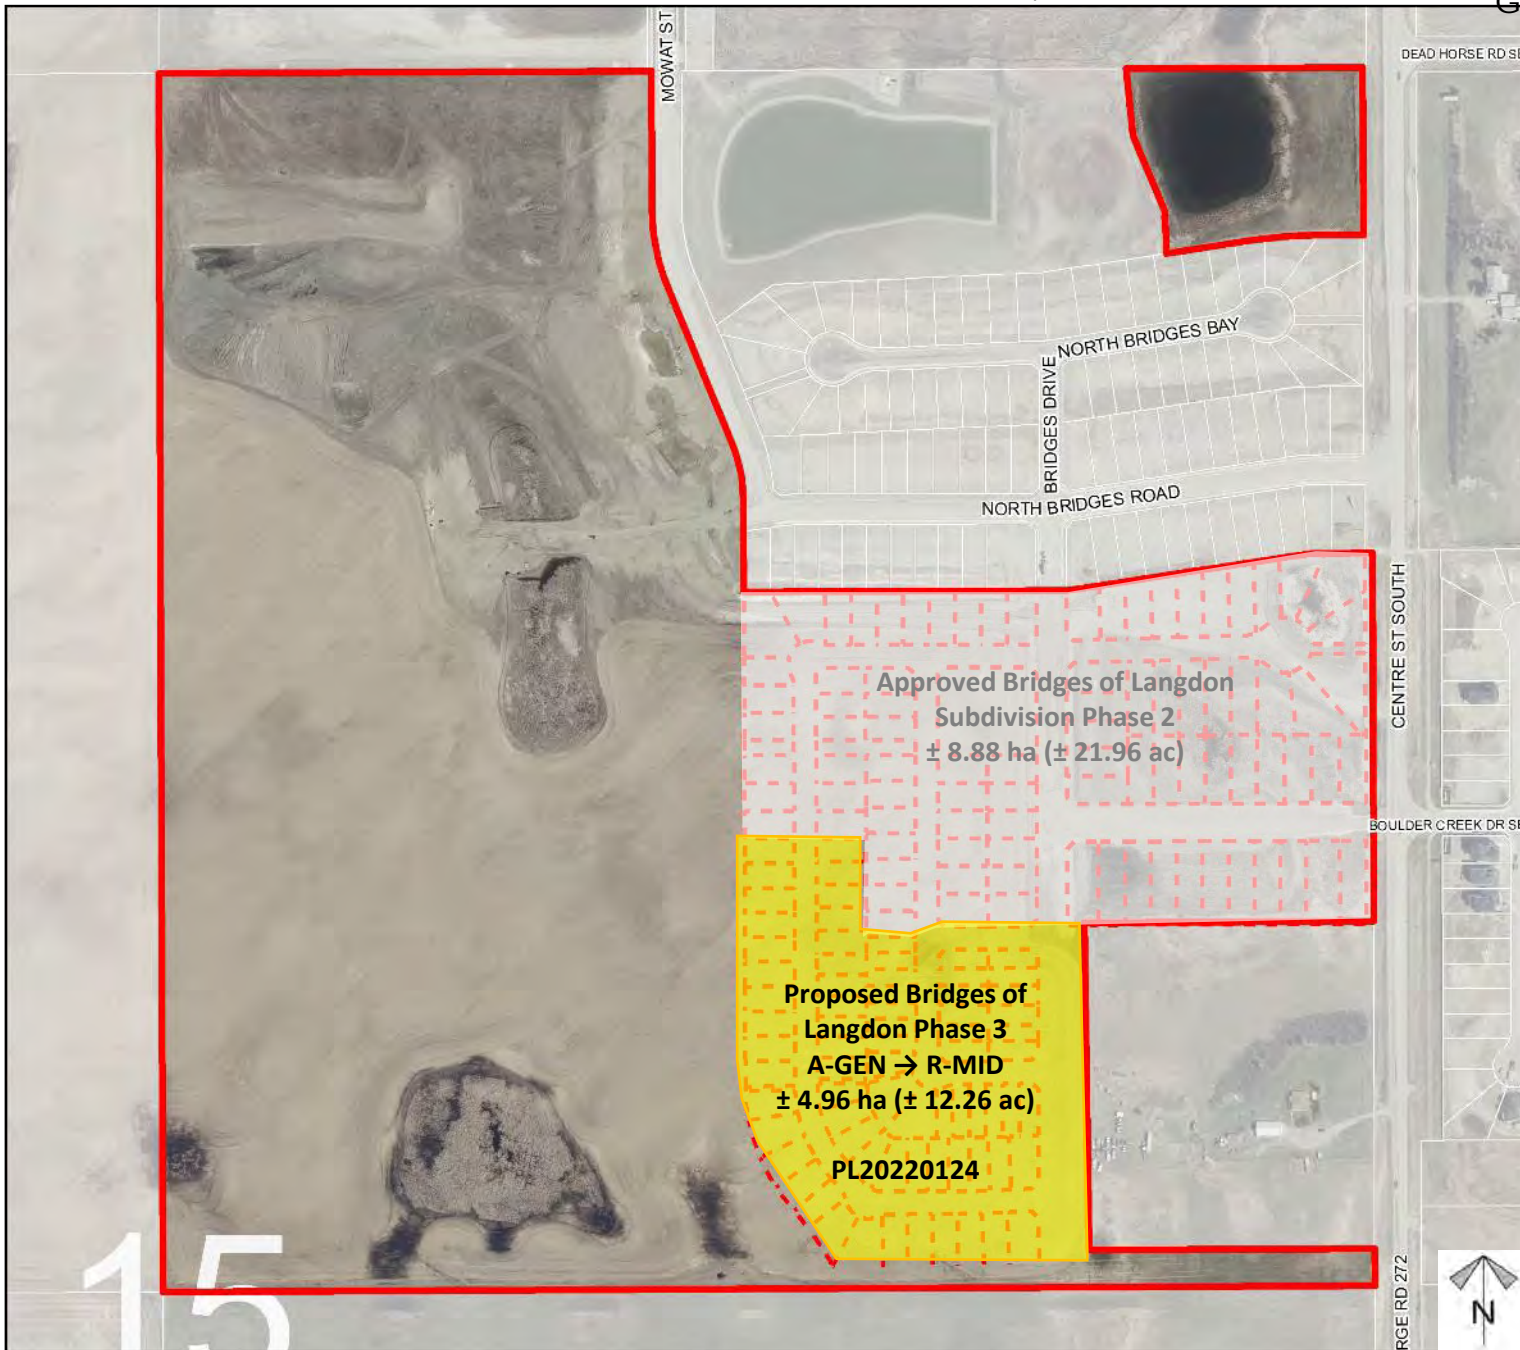 MOWAT ST
DEAD HORSE RD SE
NORTH BRIDGES BAY
BRIDGES DRIVE
NORTH BRIDGES ROAD
CENTRE ST SOUTH
Approved Bridges of Langdon
Subdivision Phase 2
± 8.88 ha (± 21.96 ac)
BOULDER CREEK DR SE
Proposed Bridges of
Langdon Phase 3
A-GEN → R-MID
± 4.96 ha (± 12.26 ac)
PL20220124
15
RGE RD 272
N